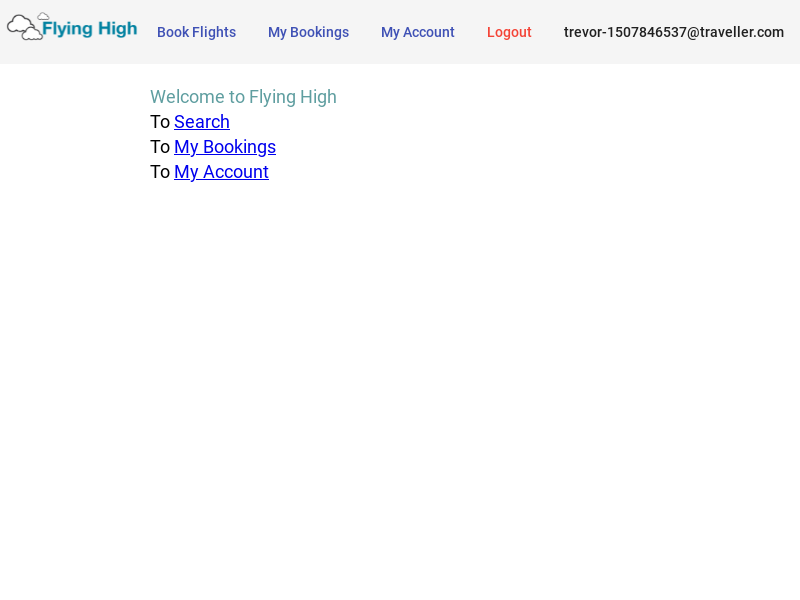 Flying High Book Flights My Bookings My Account Logout trevor-1507846537@traveller.com
Welcome to Flying High
To Search
To My Bookings
To My Account